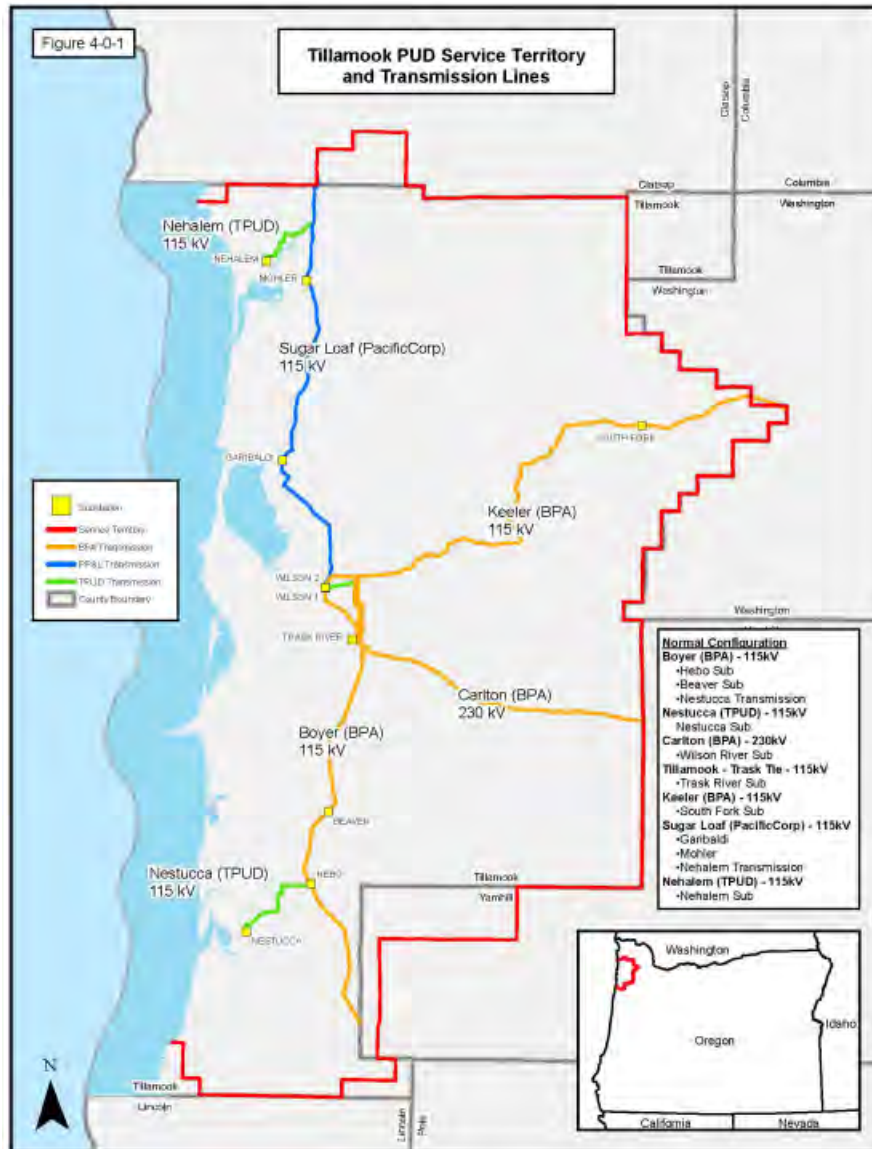 Figure 4-0-1
Tillamook PUD Service Territory
and Transmission Lines
Clatsop
Columbia
Clatsop
Columbia
Tillamook
Washington
Nehalem (TPUD)
115 kV
NEHALEM
MOHLER
Tillamook
Washington
Sugar Loaf (PacificCorp)
115 kV
SOUTH FORK
GARIBALDI
Substation
Service Territory
BPA Transmission
PP&L Transmission
TPUD Transmission
County Boundary
Keeler (BPA)
115 kV
WILSON 2
WILSON 1
TRASK RIVER
Washington
Carlton (BPA)
230 kV
Boyer (BPA)
115 kV
BEAVER
Nestucca (TPUD)
115 kV
HEBO
NESTUCCA
Tillamook
Yamhill
Normal Configuration
Boyer (BPA) - 115kV
•Hebo Sub
•Beaver Sub
•Nestucca Transmission
Nestucca (TPUD) - 115kV
Nestucca Sub
Carlton (BPA) - 230kV
•Wilson River Sub
Tillamook - Trask Tie - 115kV
•Trask River Sub
Keeler (BPA) - 115kV
•South Fork Sub
Sugar Loaf (PacificCorp) - 115kV
•Garibaldi
•Mohler
•Nehalem Transmission
Nehalem (TPUD) - 115kV
•Nehalem Sub
Washington
Oregon
Idaho
California
Nevada
N
Tillamook
Lincoln
Lincoln
Polk